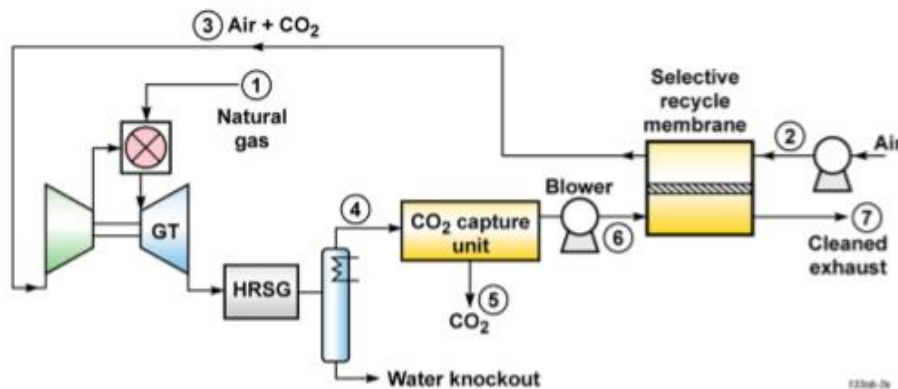 3 Air + CO2
1
Natural
gas
Selective
recycle
membrane
2
Air
GT
HRSG
4
CO2 capture
unit
Blower
6
7
Cleaned
exhaust
5
CO2
Water knockout